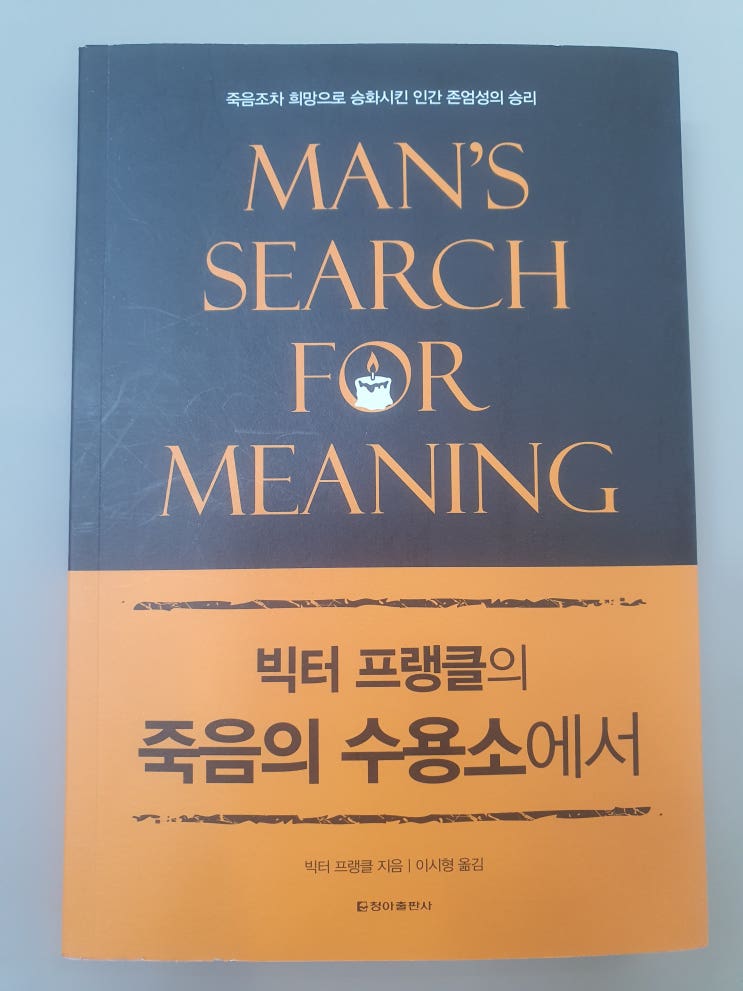 죽음조차 희망으로 승화시킨 인간 존엄성의 승리
MAN'S
SEARCH
FOR
MEANING
빅터 프랭클의
죽음의 수용소에서
빅터 프랭클 지음 | 이시형 옮김
청아출판사